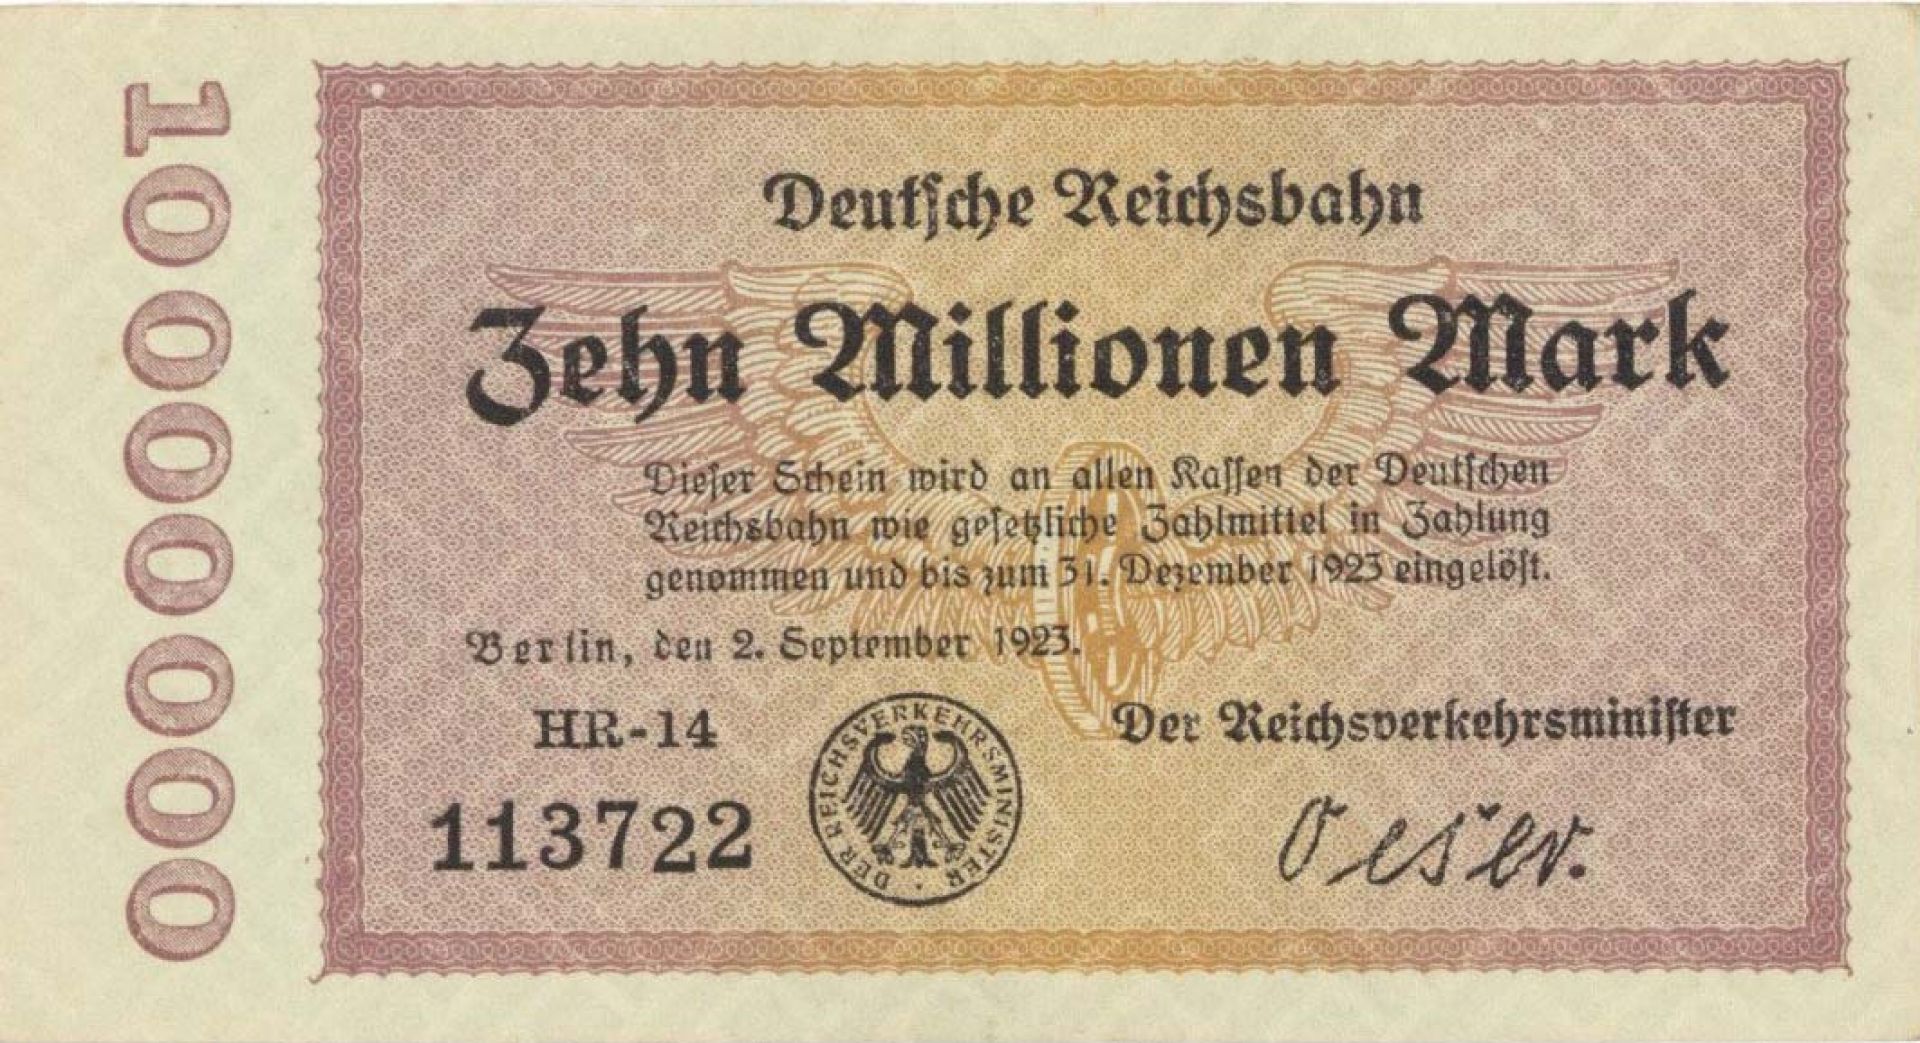 10000000
Deutsche Reichsbahn
Zehn Millionen Mark
Dieser Schein wird an allen Kassen der Deutschen
Reichsbahn wie gesetzliche Zahlmittel in Zahlung
genommen und bis zum 31. Dezember 1923 eingelöst.
Berlin, den 2. September 1923.
HR-14
Der Reichsverkehrsminister
113722
DER REICHSVERKEHRSMINISTER
Oeser.